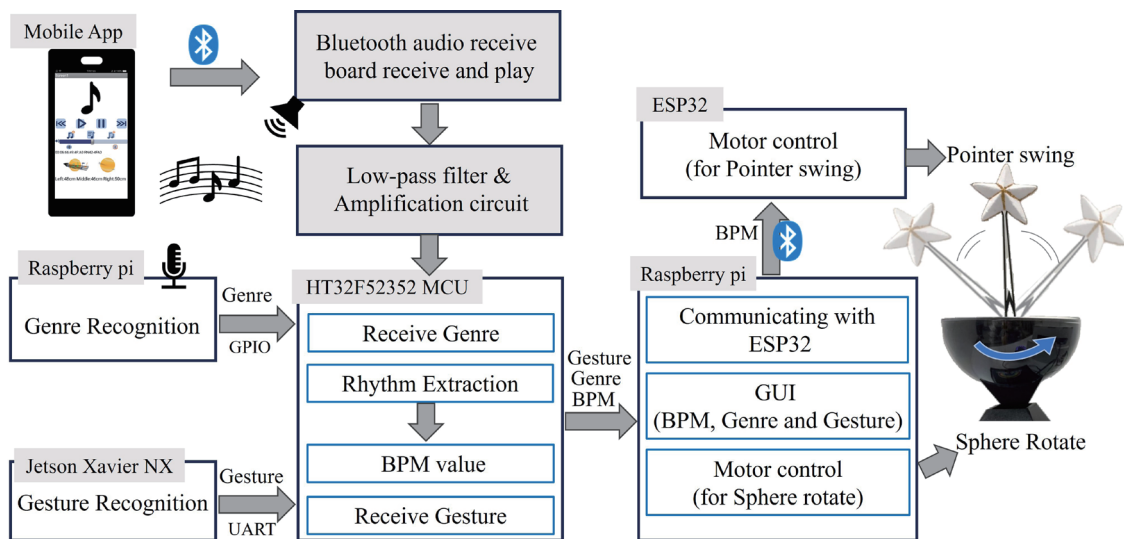 Mobile App
Bluetooth audio receive
board receive and play
Low-pass filter &
Amplification circuit
Raspberry pi
Genre Recognition
Genre
GPIO
Jetson Xavier NX
Gesture Recognition
Gesture
UART
HT32F52352 MCU
Receive Genre
Rhythm Extraction
BPM value
Receive Gesture
Gesture
Genre
BPM
ESP32
Motor control
(for Pointer swing)
Pointer swing
BPM
Raspberry pi
Communicating with
ESP32
GUI
(BPM, Genre and Gesture)
Motor control
(for Sphere rotate)
Sphere Rotate